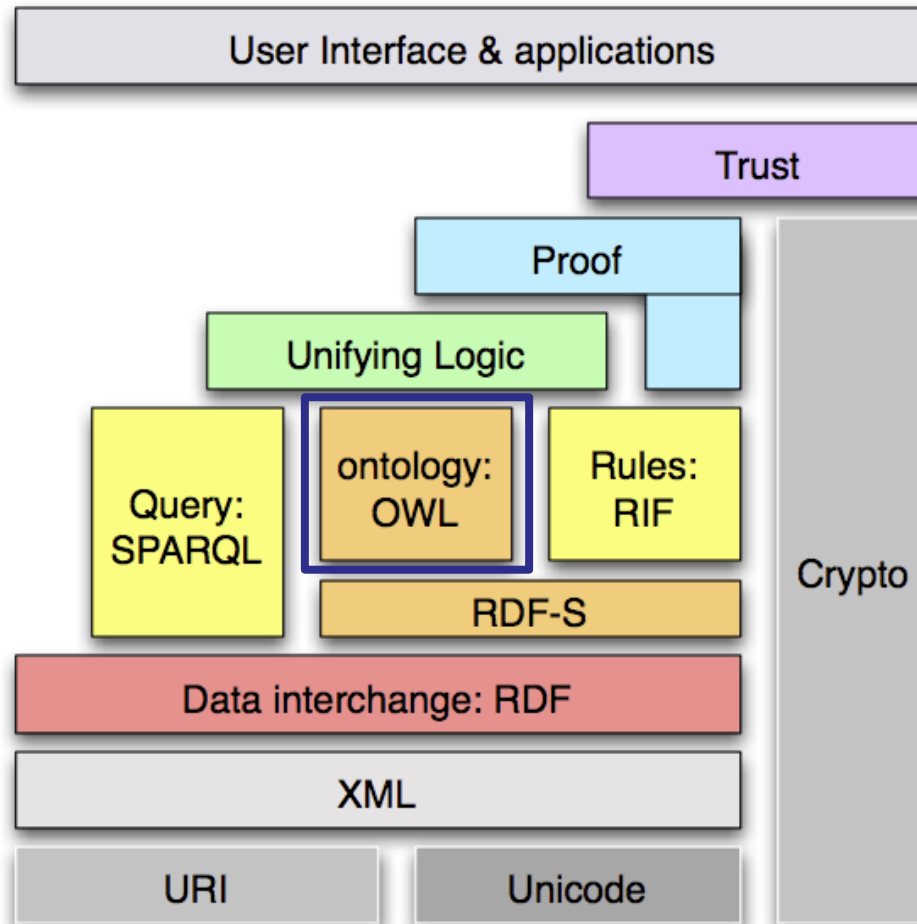 User Interface & applications
Trust
Proof
Unifying Logic
Query:
SPARQL
ontology:
OWL
Rules:
RIF
Crypto
RDF-S
Data interchange: RDF
XML
URI
Unicode